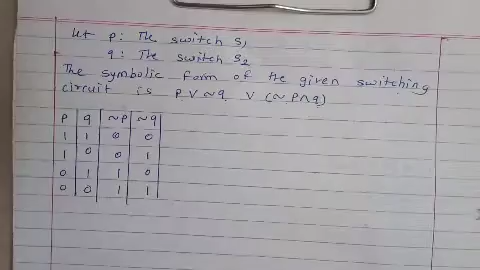 Let p: The switch S1
q: The switch S2
The symbolic form of the given switching
circuit is p ∨ ~q ∨ (~p∧q)
p q ~p ~q
1 1 0 0
1 0 0 1
0 1 1 0
0 0 1 1